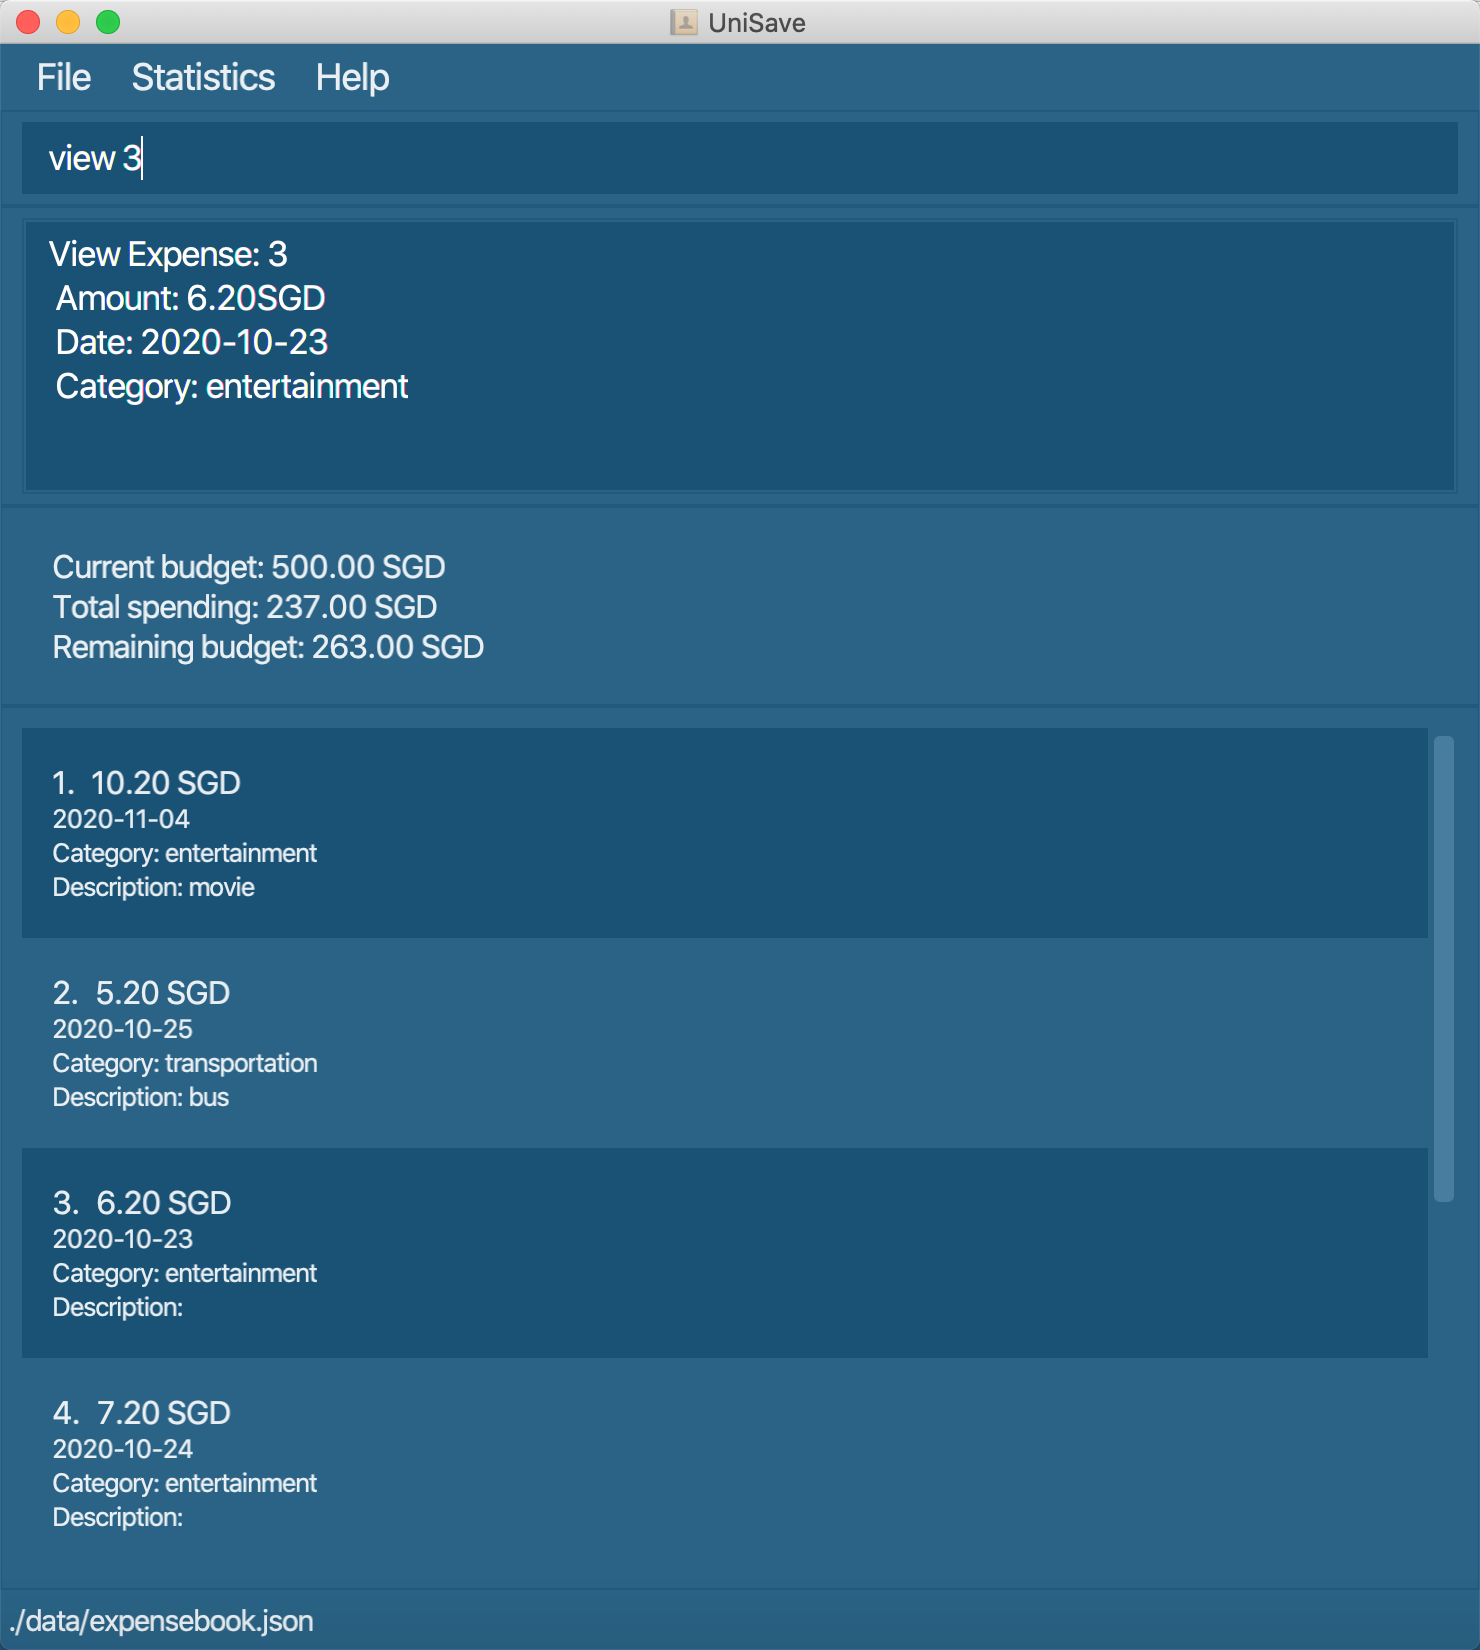 UniSave
File Statistics Help
view 3
View Expense: 3
Amount: 6.20SGD
Date: 2020-10-23
Category: entertainment
Current budget: 500.00 SGD
Total spending: 237.00 SGD
Remaining budget: 263.00 SGD
1. 10.20 SGD
2020-11-04
Category: entertainment
Description: movie
2. 5.20 SGD
2020-10-25
Category: transportation
Description: bus
3. 6.20 SGD
2020-10-23
Category: entertainment
Description:
4. 7.20 SGD
2020-10-24
Category: entertainment
Description:
./data/expensebook.json